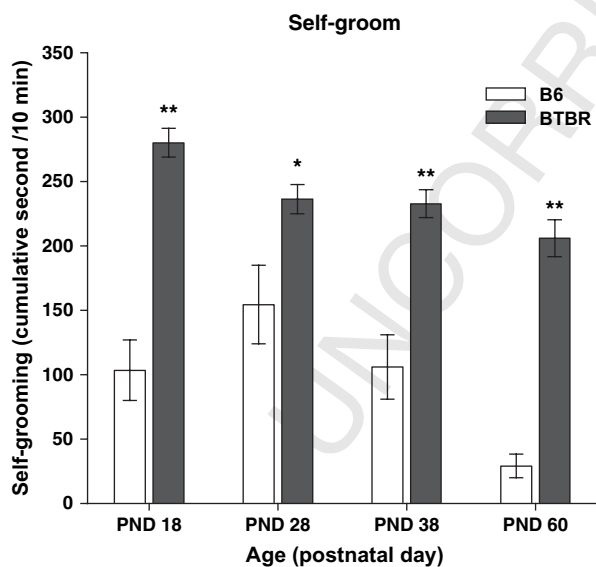 Self-groom
350
300
250
200
150
100
50
0
Self-grooming (cumulative second /10 min)
B6
BTBR
**
*
**
**
PND 18
PND 28
PND 38
PND 60
Age (postnatal day)
UNCORR